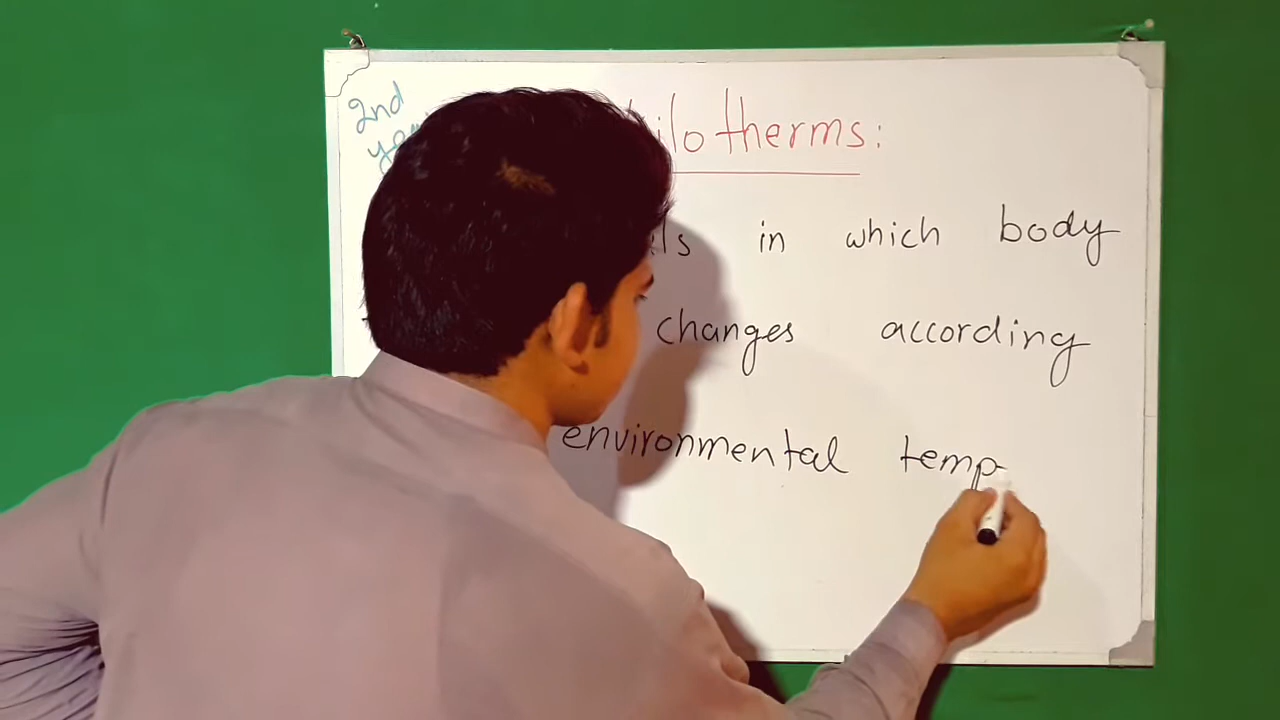 2nd
ilotherms:
ls in which body
changes according
environmental temp